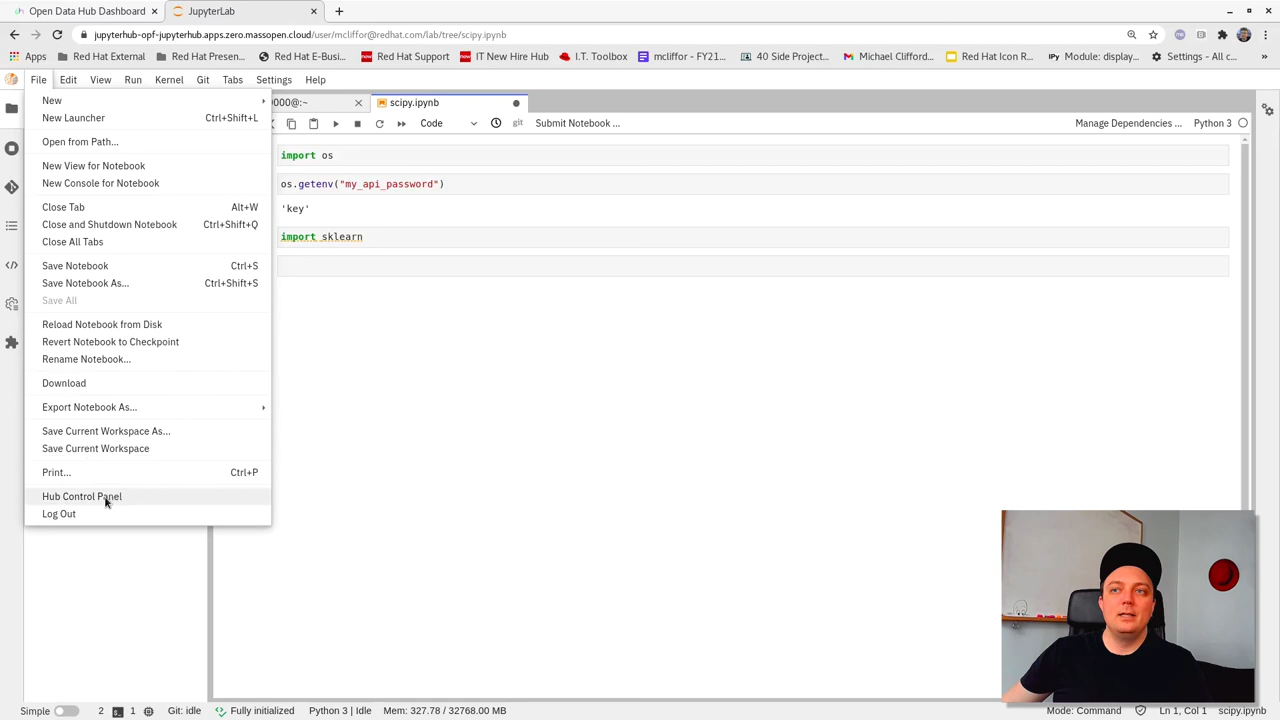 Open Data Hub Dashboard
JupyterLab
jupyterhub-opf-jupyterhub.apps.zero.massopen.cloud/user/mcliffor@redhat.com/lab/tree/scipy.ipynb
Apps Red Hat External Red Hat Presen... Red Hat E-Busi... Red Hat Support IT New Hire Hub I.T. Toolbox mcliffor - FY21... 40 Side Project... Michael Clifford... Red Hat Icon R... IPy Module: display... Settings - All c...
File Edit View Run Kernel Git Tabs Settings Help
New
000@:~
scipy.ipynb
New Launcher Ctrl+Shift+L
Code git Submit Notebook ... Manage Dependencies ... Python 3
Open from Path...
import os
New View for Notebook
New Console for Notebook
os.getenv("my_api_password")
Close Tab Alt+W
'key'
Close and Shutdown Notebook Ctrl+Shift+Q
import sklearn
Close All Tabs
Save Notebook Ctrl+S
Save Notebook As... Ctrl+Shift+S
Save All
Reload Notebook from Disk
Revert Notebook to Checkpoint
Rename Notebook...
Download
Export Notebook As...
Save Current Workspace As...
Save Current Workspace
Print... Ctrl+P
Hub Control Panel
Log Out
Simple 2 1 Git: idle Fully initialized Python 3 | Idle Mem: 327.78 / 32768.00 MB Mode: Command Ln 1, Col 1 scipy.ipynb